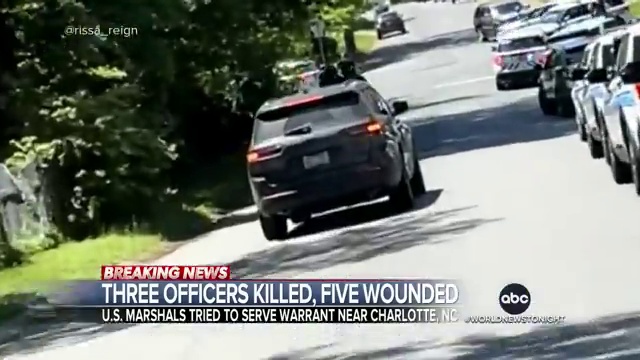 @rissa_reign
BREAKING NEWS
THREE OFFICERS KILLED, FIVE WOUNDED
abc
U.S. MARSHALS TRIED TO SERVE WARRANT NEAR CHARLOTTE, NC
#WORLDNEWSTONIGHT